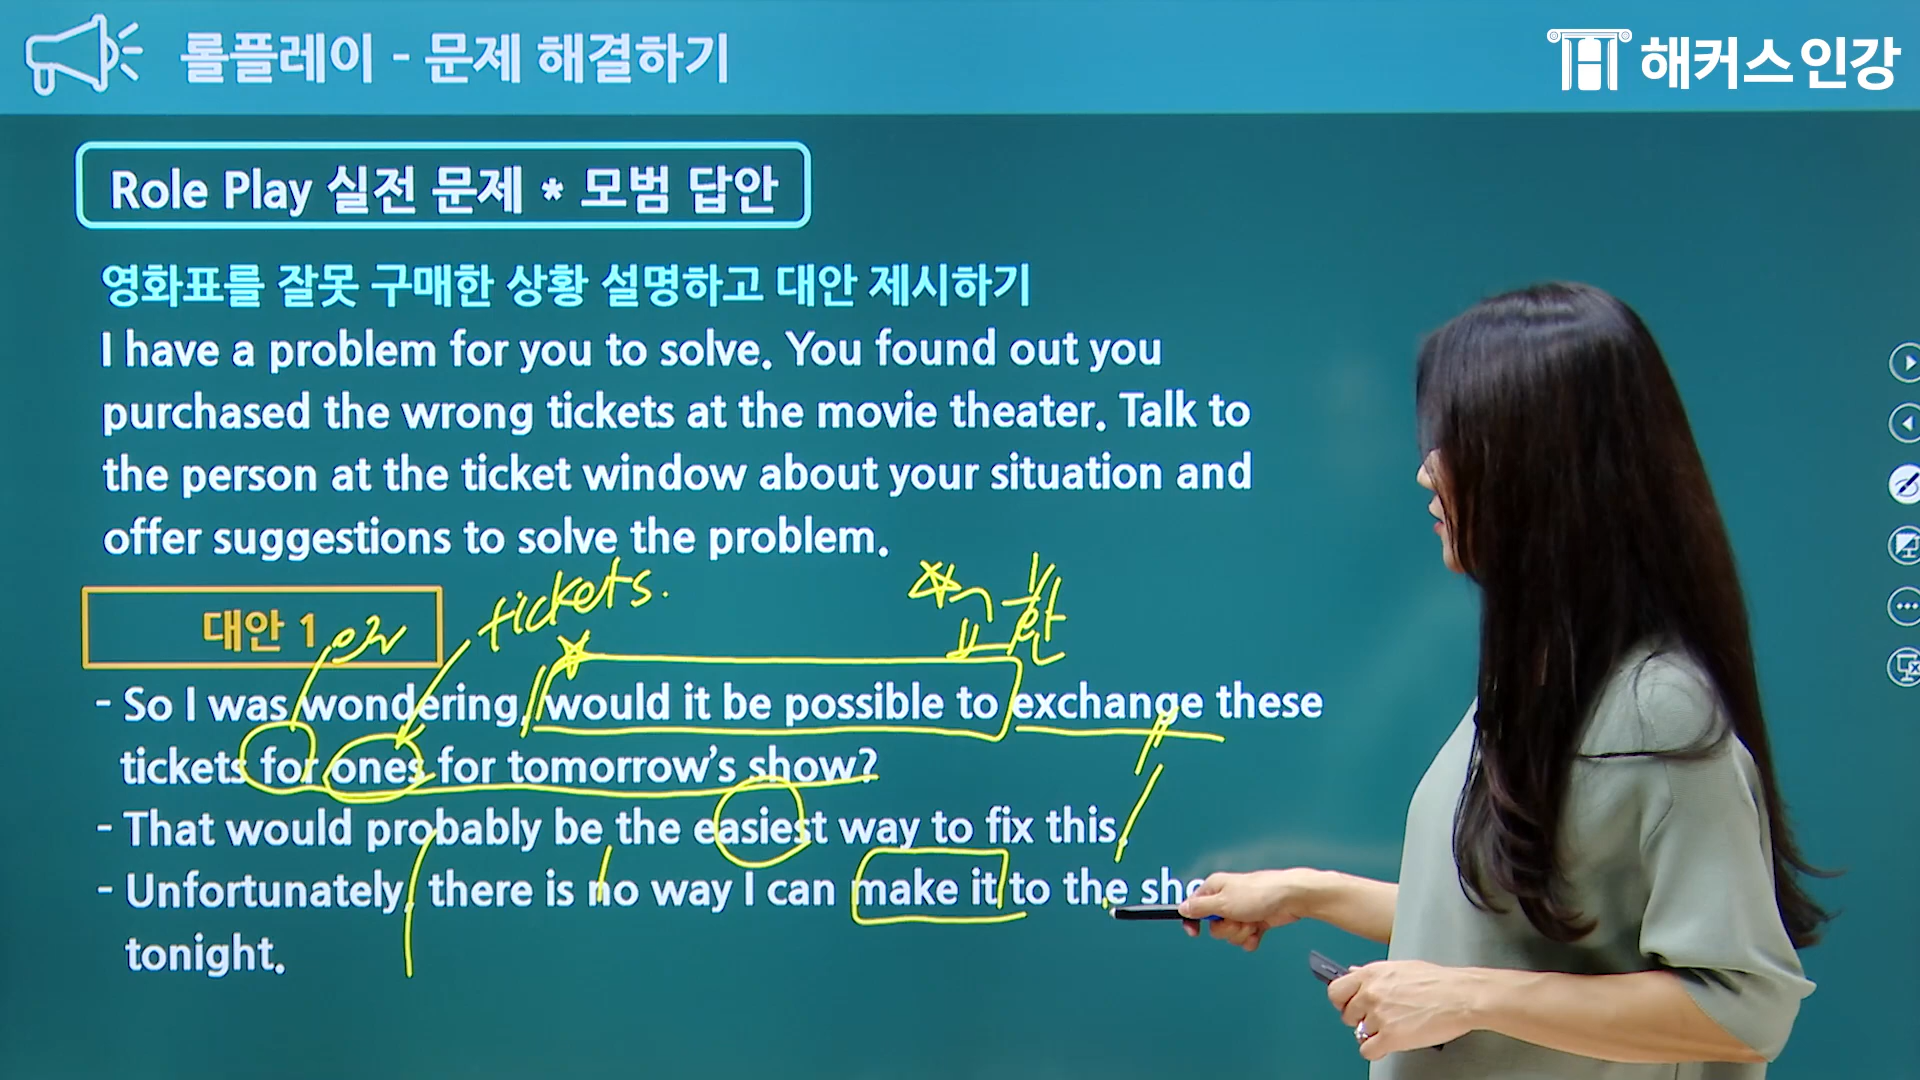 롤플레이 - 문제 해결하기
해커스인강
Role Play 실전 문제 * 모범 답안
영화표를 잘못 구매한 상황 설명하고 대안 제시하기
I have a problem for you to solve. You found out you
purchased the wrong tickets at the movie theater. Talk to
the person at the ticket window about your situation and
offer suggestions to solve the problem.
tickets.
대안 1
- So I was wondering, would it be possible to exchange these
tickets for ones for tomorrow's show?
- That would probably be the easiest way to fix this.
- Unfortunately, there is no way I can make it to the sho
tonight.